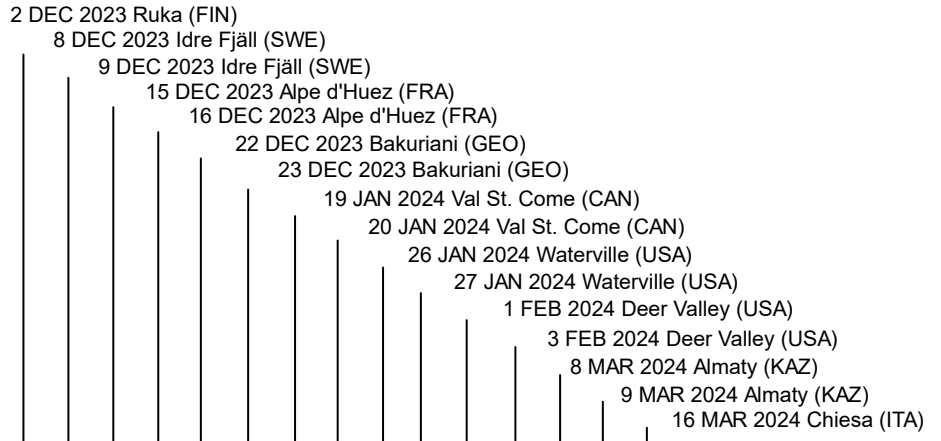 2 DEC 2023 Ruka (FIN)
8 DEC 2023 Idre Fjäll (SWE)
9 DEC 2023 Idre Fjäll (SWE)
15 DEC 2023 Alpe d'Huez (FRA)
16 DEC 2023 Alpe d'Huez (FRA)
22 DEC 2023 Bakuriani (GEO)
23 DEC 2023 Bakuriani (GEO)
19 JAN 2024 Val St. Come (CAN)
20 JAN 2024 Val St. Come (CAN)
26 JAN 2024 Waterville (USA)
27 JAN 2024 Waterville (USA)
1 FEB 2024 Deer Valley (USA)
3 FEB 2024 Deer Valley (USA)
8 MAR 2024 Almaty (KAZ)
9 MAR 2024 Almaty (KAZ)
16 MAR 2024 Chiesa (ITA)